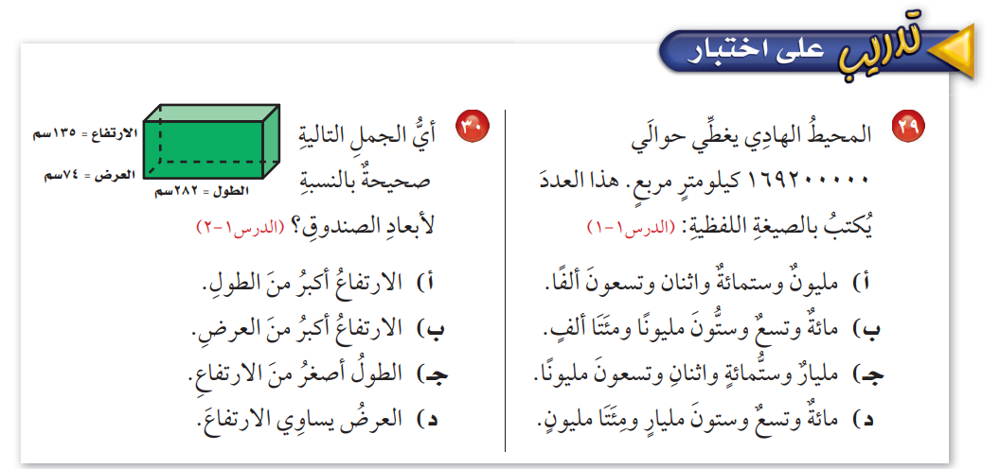 تدريب على اختبار
٢٩ المحيطُ الهادِي يغطِّي حوالَي
١٦٩٢٠٠٠٠٠ كيلومترٍ مربعٍ. هذا العددَ
يُكتبُ بالصيغةِ اللفظيةِ: (الدرس١-١)
أ) مليونٌ وستمائةٌ واثنان وتسعونَ ألفًا.
ب) مائةٌ وتسعٌ وستُّونَ مليونًا ومئَتَا ألفٍ.
جـ) مليارٌ وستُّمائةٍ واثنانِ وتسعونَ مليونًا.
د) مائةٌ وتسعٌ وستونَ مليارٍ ومِئَتَا مليونٍ.
٣٠ أيُّ الجملِ التاليةِ
صحيحةٌ بالنسبةِ
لأبعادِ الصندوقِ؟ (الدرس١-٢)
الارتفاع = ١٣٥سم
العرض = ٧٤سم
الطول = ٢٨٢سم
أ) الارتفاعُ أكبرُ منَ الطولِ.
ب) الارتفاعُ أكبرُ منَ العرضِ.
جـ) الطولُ أصغرُ منَ الارتفاعِ.
د) العرضُ يساوِي الارتفاعَ.